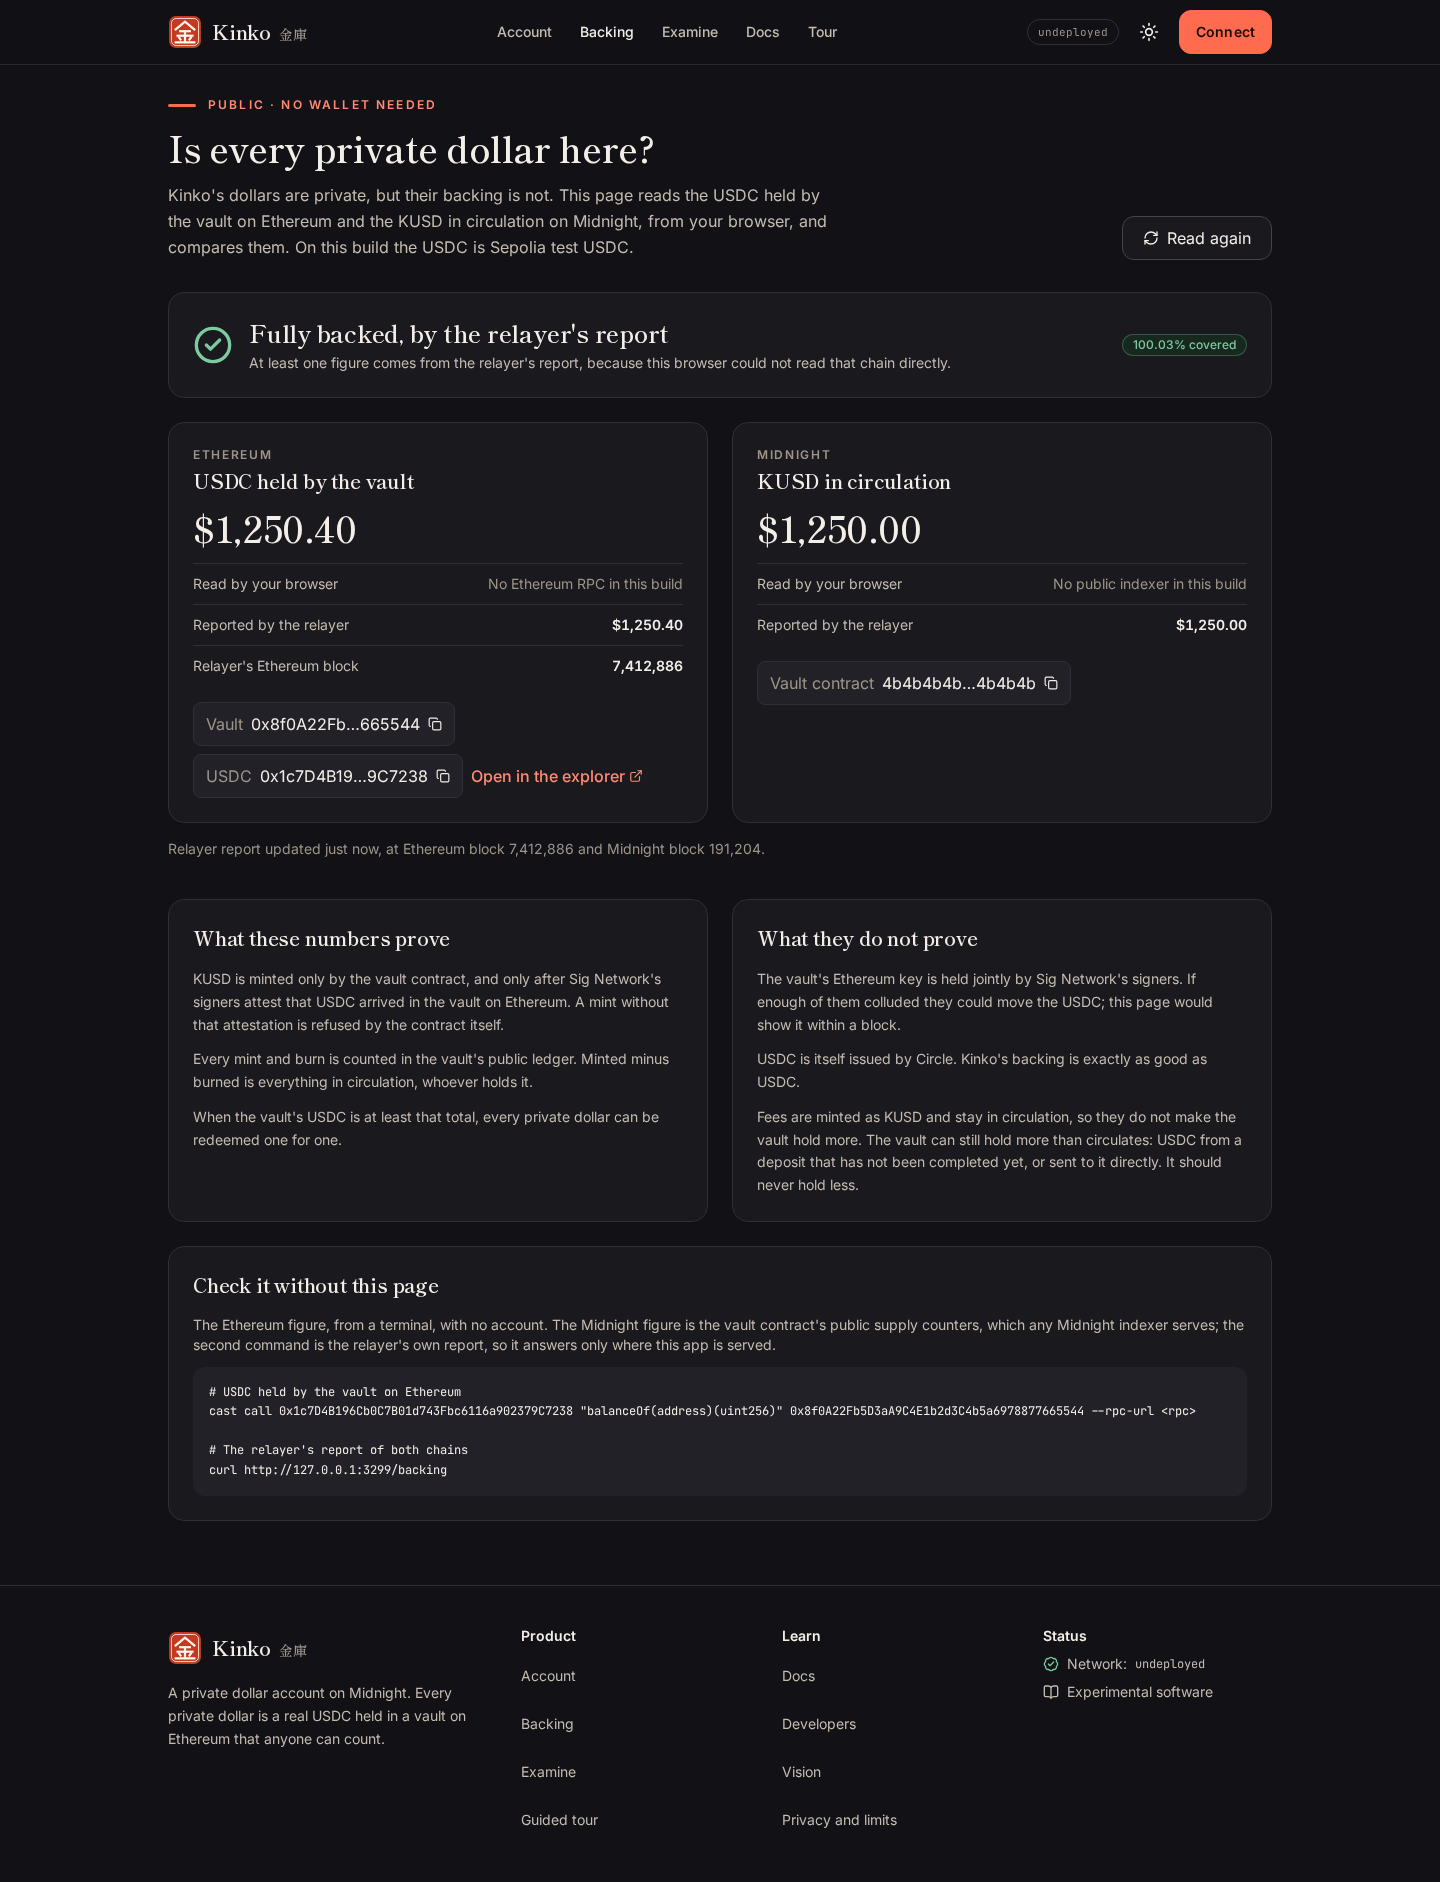 金 Kinko 金庫
Account Backing Examine Docs Tour
undeployed
Connect
PUBLIC · NO WALLET NEEDED
Is every private dollar here?
Kinko's dollars are private, but their backing is not. This page reads the USDC held by
the vault on Ethereum and the KUSD in circulation on Midnight, from your browser, and
compares them. On this build the USDC is Sepolia test USDC.
Read again
Fully backed, by the relayer's report
At least one figure comes from the relayer's report, because this browser could not read that chain directly.
100.03% covered
ETHEREUM
USDC held by the vault
$1,250.40
Read by your browser No Ethereum RPC in this build
Reported by the relayer $1,250.40
Relayer's Ethereum block 7,412,886
Vault 0x8f0A22Fb…665544
USDC 0x1c7D4B19…9C7238 Open in the explorer
MIDNIGHT
KUSD in circulation
$1,250.00
Read by your browser No public indexer in this build
Reported by the relayer $1,250.00
Vault contract 4b4b4b4b…4b4b4b
Relayer report updated just now, at Ethereum block 7,412,886 and Midnight block 191,204.
What these numbers prove
KUSD is minted only by the vault contract, and only after Sig Network's
signers attest that USDC arrived in the vault on Ethereum. A mint without
that attestation is refused by the contract itself.
Every mint and burn is counted in the vault's public ledger. Minted minus
burned is everything in circulation, whoever holds it.
When the vault's USDC is at least that total, every private dollar can be
redeemed one for one.
What they do not prove
The vault's Ethereum key is held jointly by Sig Network's signers. If
enough of them colluded they could move the USDC; this page would
show it within a block.
USDC is itself issued by Circle. Kinko's backing is exactly as good as
USDC.
Fees are minted as KUSD and stay in circulation, so they do not make the
vault hold more. The vault can still hold more than circulates: USDC from a
deposit that has not been completed yet, or sent to it directly. It should
never hold less.
Check it without this page
The Ethereum figure, from a terminal, with no account. The Midnight figure is the vault contract's public supply counters, which any Midnight indexer serves; the
second command is the relayer's own report, so it answers only where this app is served.
# USDC held by the vault on Ethereum
cast call 0x1c7D4B196Cb0C7B01d743Fbc6116a902379C7238 "balanceOf(address)(uint256)" 0x8f0A22Fb5D3aA9C4E1b2d3C4b5a6978877665544 --rpc-url <rpc>
# The relayer's report of both chains
curl http://127.0.0.1:3299/backing
金 Kinko 金庫
A private dollar account on Midnight. Every
private dollar is a real USDC held in a vault on
Ethereum that anyone can count.
Product
Account
Backing
Examine
Guided tour
Learn
Docs
Developers
Vision
Privacy and limits
Status
Network: undeployed
Experimental software